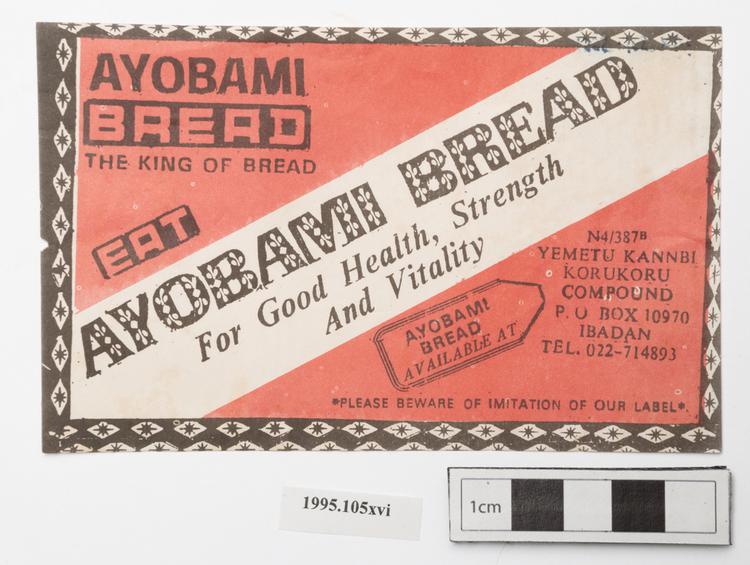 AYOBAMI
BREAD
THE KING OF BREAD
EAT
AYOBAMI BREAD
For Good Health, Strength
And Vitality
AYOBAMI
BREAD
AVAILABLE AT
N4/387B
YEMETU KANNBI
KORUKORU
COMPOUND
P. O BOX 10970
IBADAN
TEL. 022-714893
*PLEASE BEWARE OF IMITATION OF OUR LABEL*.
1995.105xvi
1cm